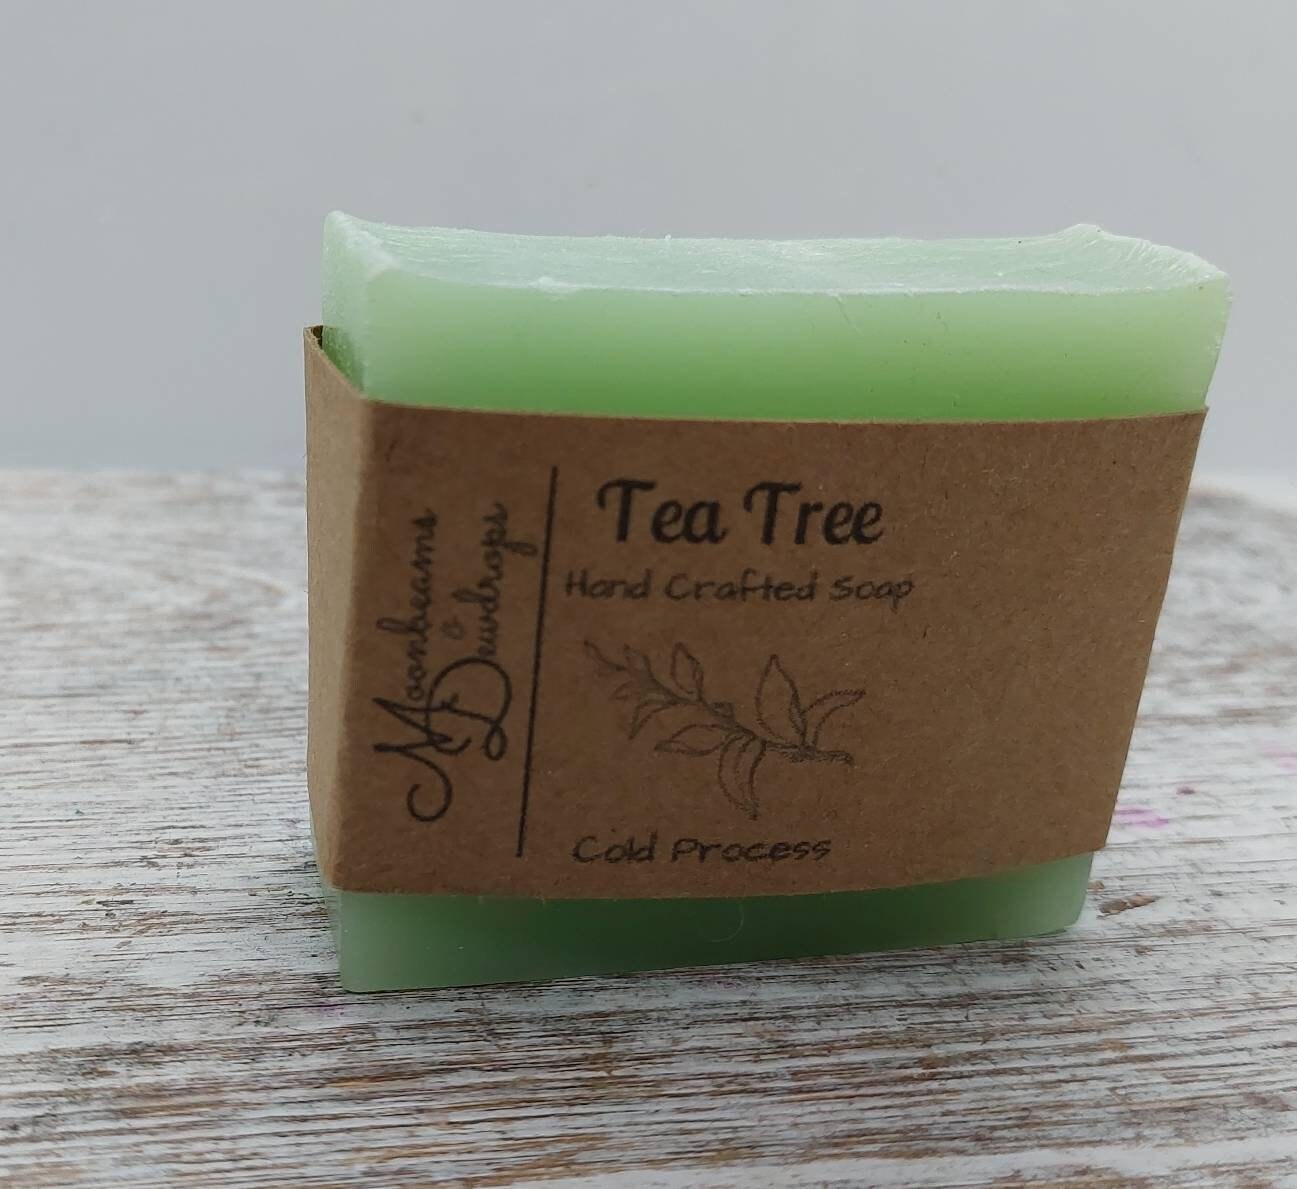 Moonbeams
&
Dewdrops
Tea Tree
Hand Crafted Soap
Cold Process